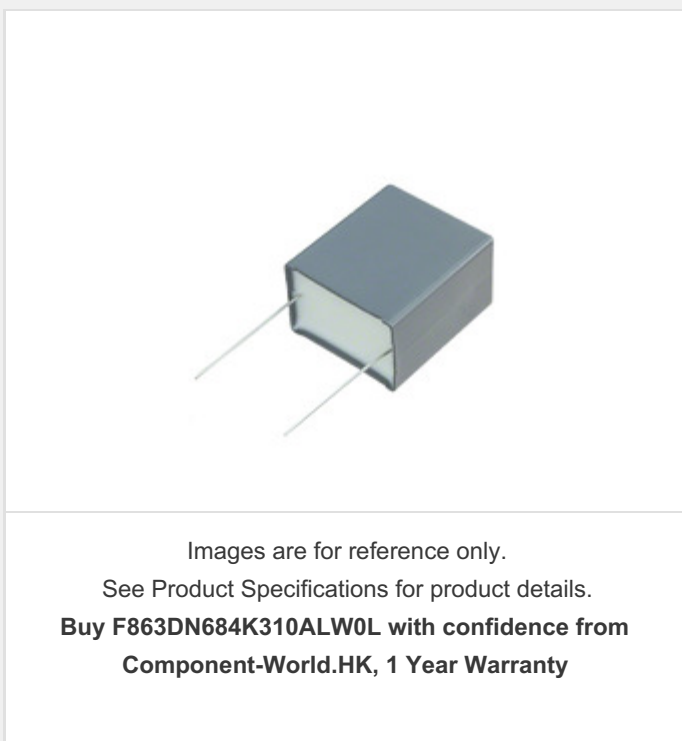 Images are for reference only.
See Product Specifications for product details.
Buy F863DN684K310ALW0L with confidence from
Component-World.HK, 1 Year Warranty